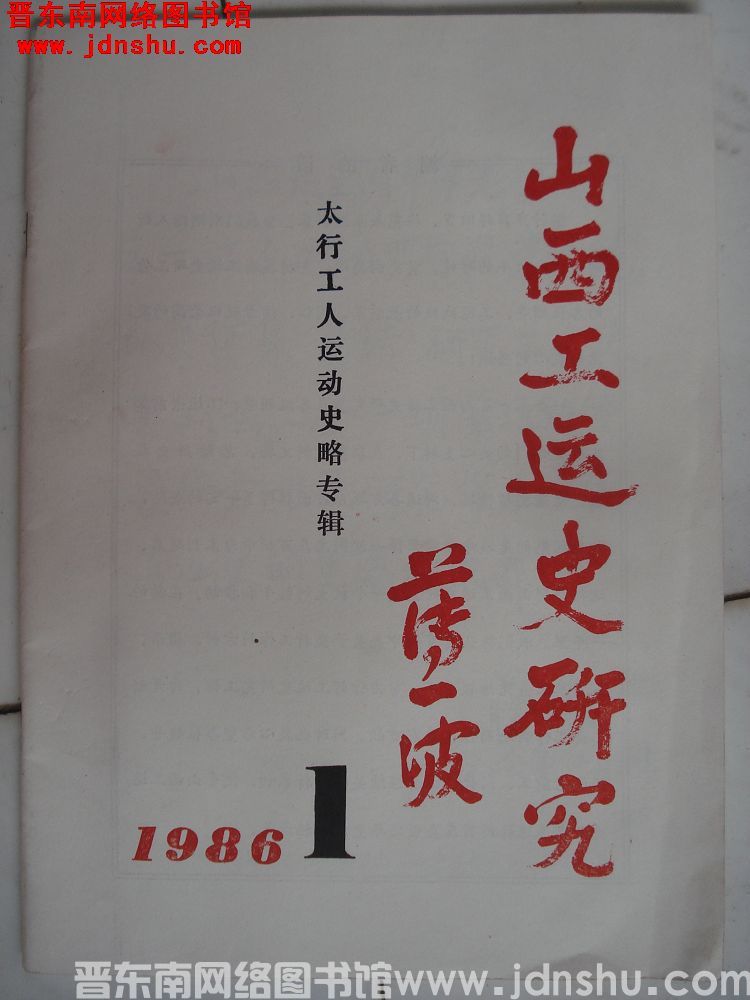 晋东南网络图书馆
www.jdnshu.com
山西工运史研究
薄一波
太行工人运动史略专辑
1986
1
晋东南网络图书馆www.jdnshu.com